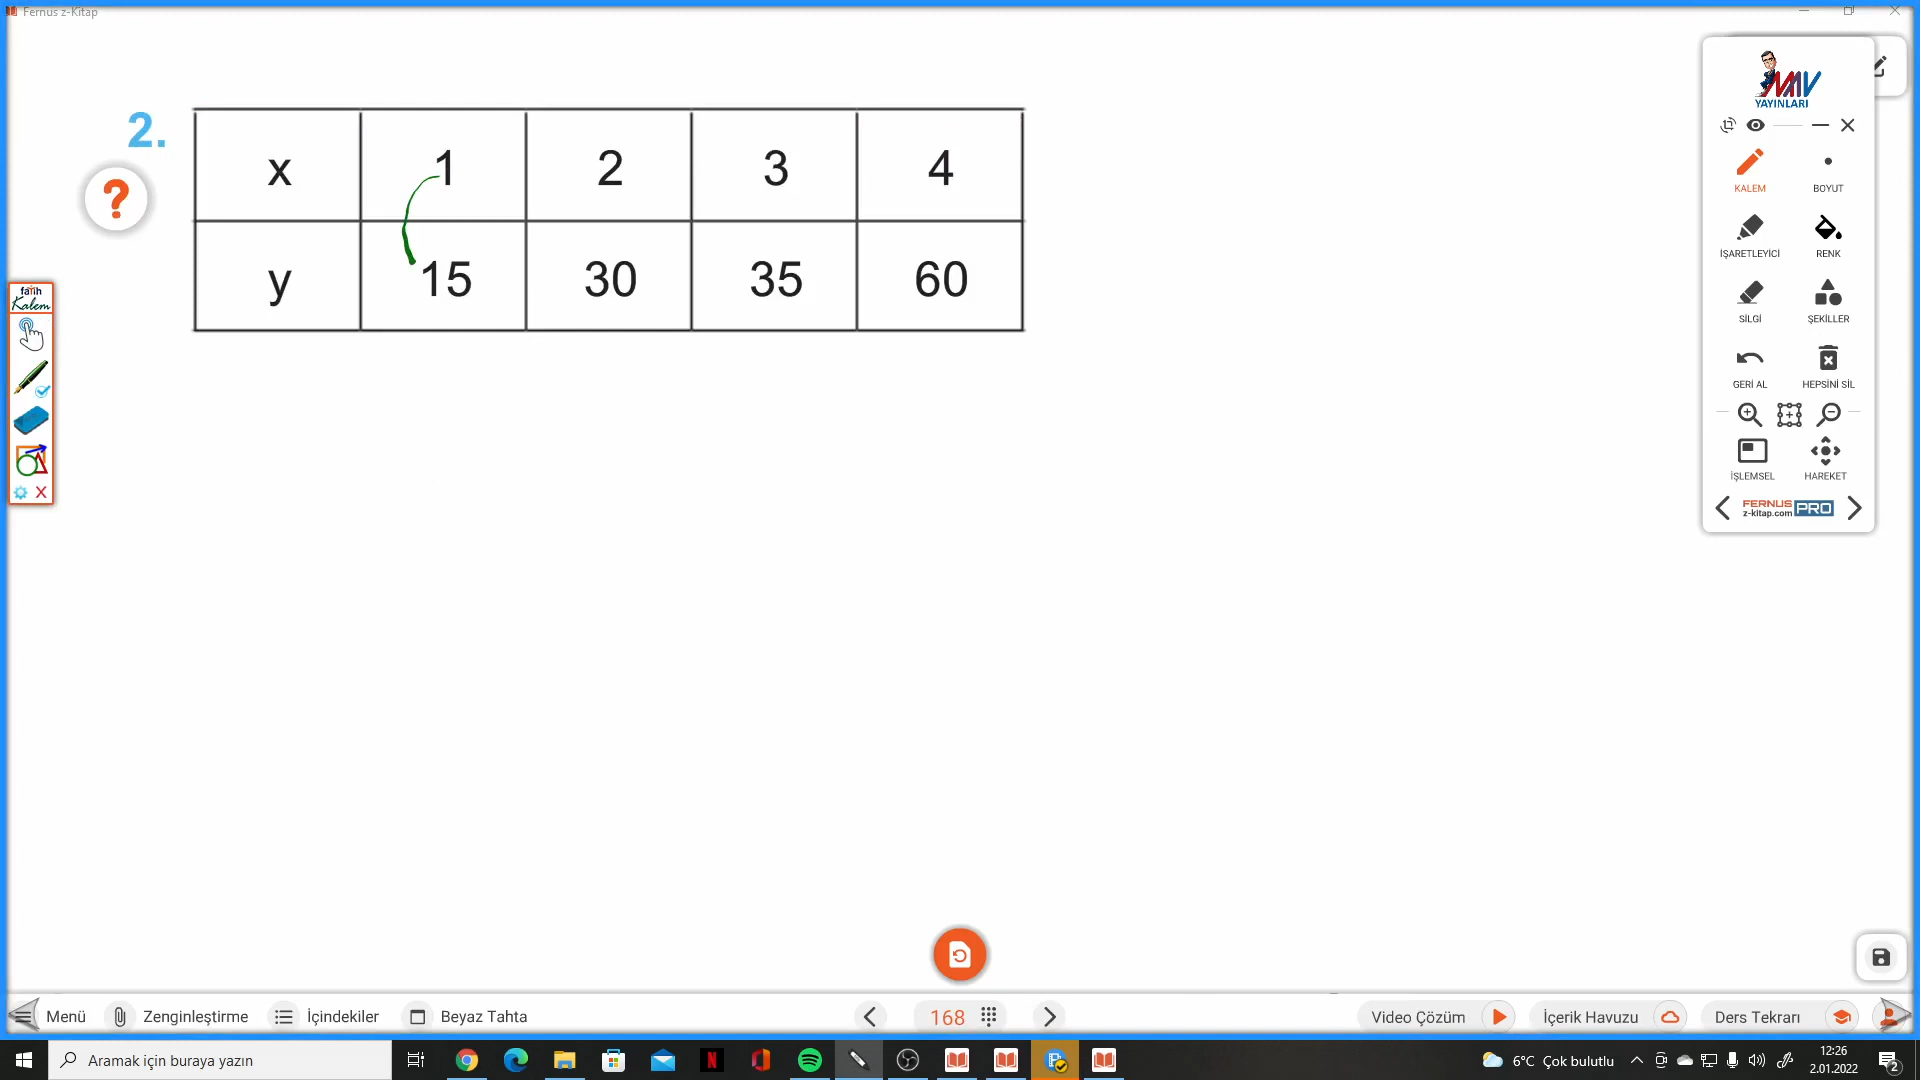 Fernus z-Kitap
MMV
YAYINLARI
2.
x 1 2 3 4
y 15 30 35 60
?
fatih
Kalem
X
KALEM BOYUT
İŞARETLEYİCİ RENK
SİLGİ ŞEKİLLER
GERİ AL HEPSİNİ SİL
İŞLEMSEL HAREKET
FERNUS
z-kitap.com PRO
Menü Zenginleştirme İçindekiler Beyaz Tahta 168 Video Çözüm İçerik Havuzu Ders Tekrarı
Aramak için buraya yazın 6°C Çok bulutlu 12:26
2.01.2022 2